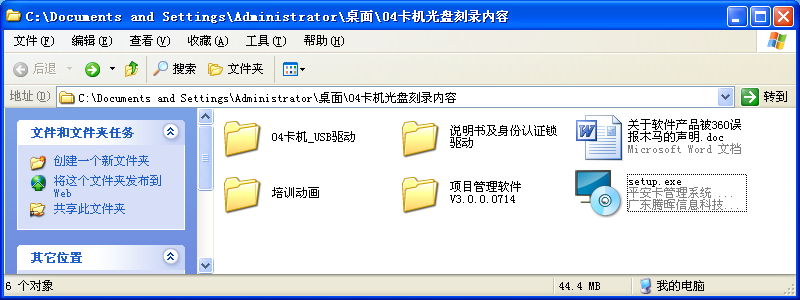 C:\Documents and Settings\Administrator\桌面\04卡机光盘刻录内容
文件(F) 编辑(E) 查看(V) 收藏(A) 工具(T) 帮助(H)
后退 搜索 文件夹
地址(D) C:\Documents and Settings\Administrator\桌面\04卡机光盘刻录内容 转到
文件和文件夹任务
创建一个新文件夹
将这个文件夹发布到
Web
共享此文件夹
其它位置
04卡机_USB驱动
说明书及身份认证锁
驱动
关于软件产品被360误
报木马的声明.doc
Microsoft Word 文档
培训动画
项目管理软件
V3.0.0.0714
setup.exe
平安卡管理系统 ...
广东腾晖信息科技...
6 个对象 44.4 MB 我的电脑